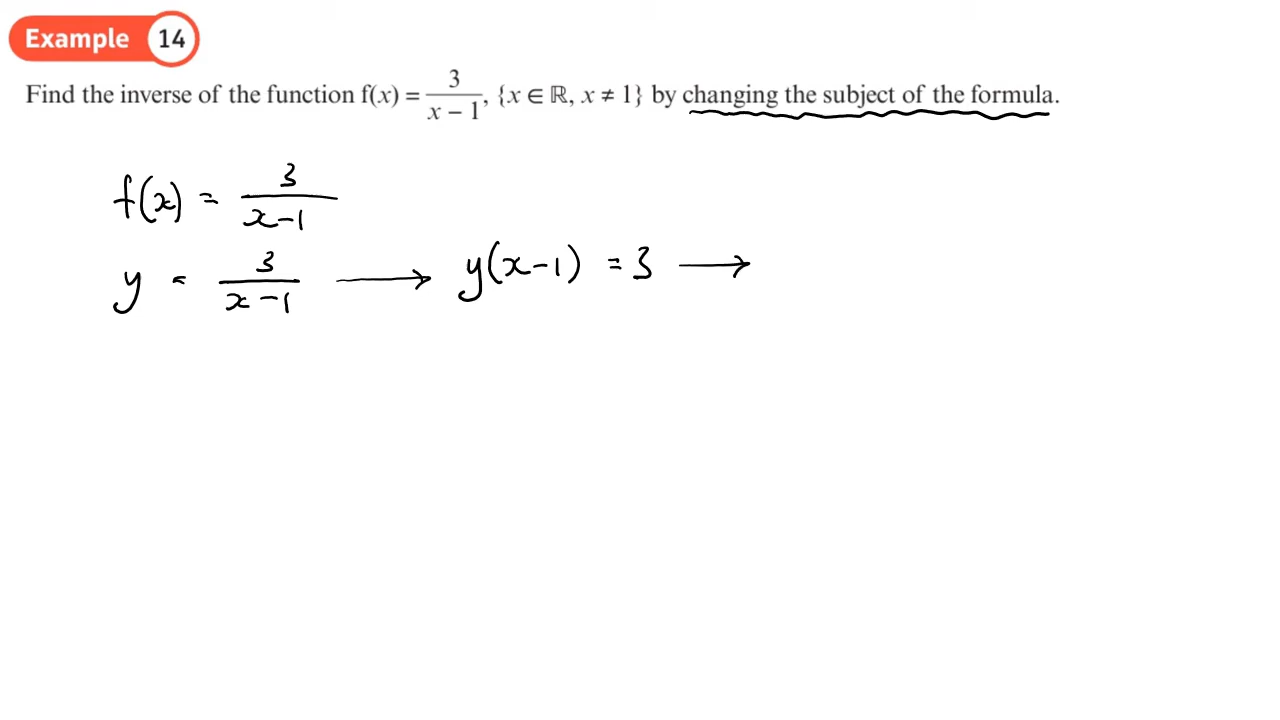 Example 14
Find the inverse of the function f(x) = 3/(x − 1), {x ∈ ℝ, x ≠ 1} by changing the subject of the formula.
f(x) = 3/(x−1)
y = 3/(x−1) ⟶ y(x−1) = 3 ⟶